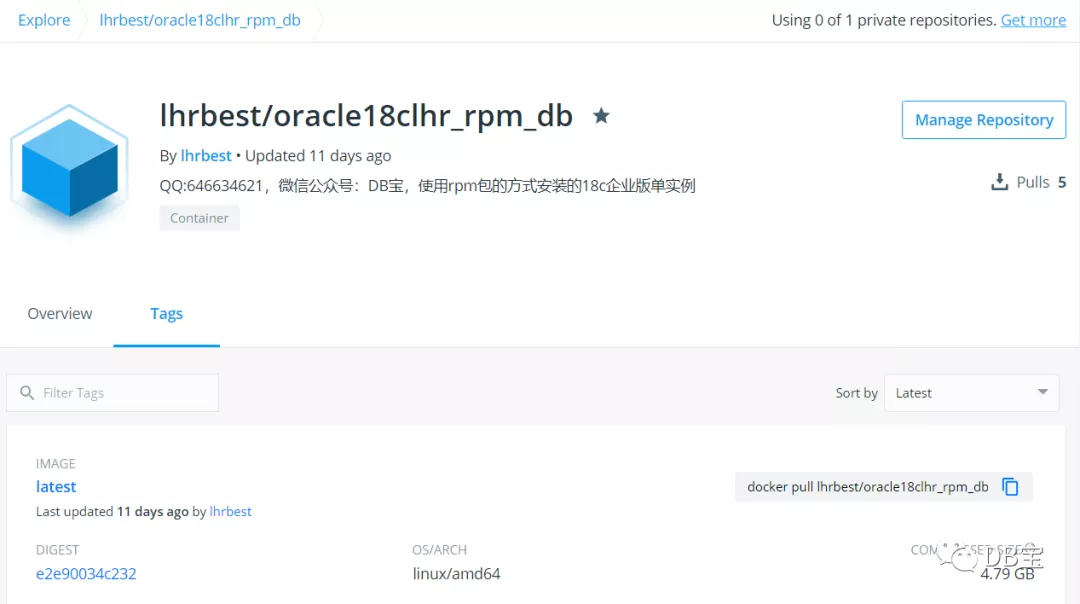 Explore lhrbest/oracle18clhr_rpm_db Using 0 of 1 private repositories. Get more
lhrbest/oracle18clhr_rpm_db
Manage Repository
By lhrbest • Updated 11 days ago
QQ:646634621，微信公众号：DB宝，使用rpm包的方式安装的18c企业版单实例
Pulls 5
Container
Overview Tags
Filter Tags
Sort by Latest
IMAGE
latest
docker pull lhrbest/oracle18clhr_rpm_db
Last updated 11 days ago by lhrbest
DIGEST OS/ARCH
e2e90034c232 linux/amd64 4.79 GB
DB宝